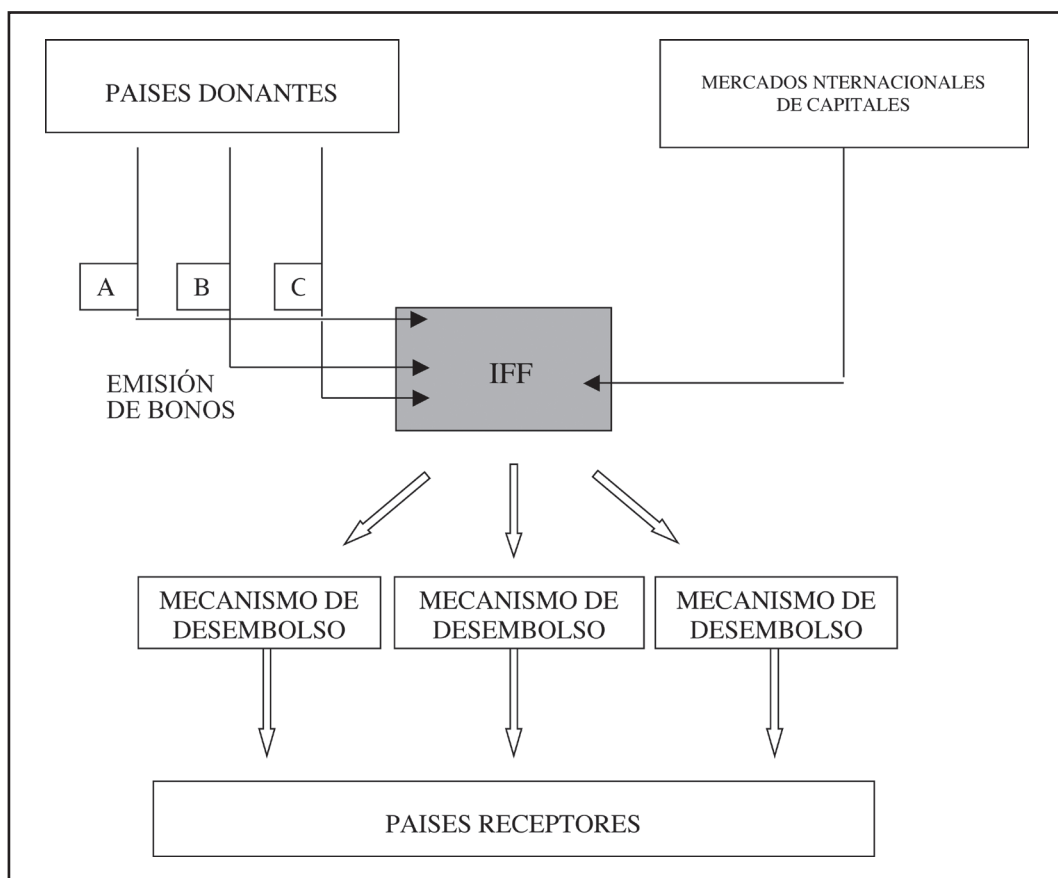 PAISES DONANTES
MERCADOS NTERNACIONALES
DE CAPITALES
A
B
C
EMISIÓN
DE BONOS
IFF
MECANISMO DE
DESEMBOLSO
MECANISMO DE
DESEMBOLSO
MECANISMO DE
DESEMBOLSO
PAISES RECEPTORES